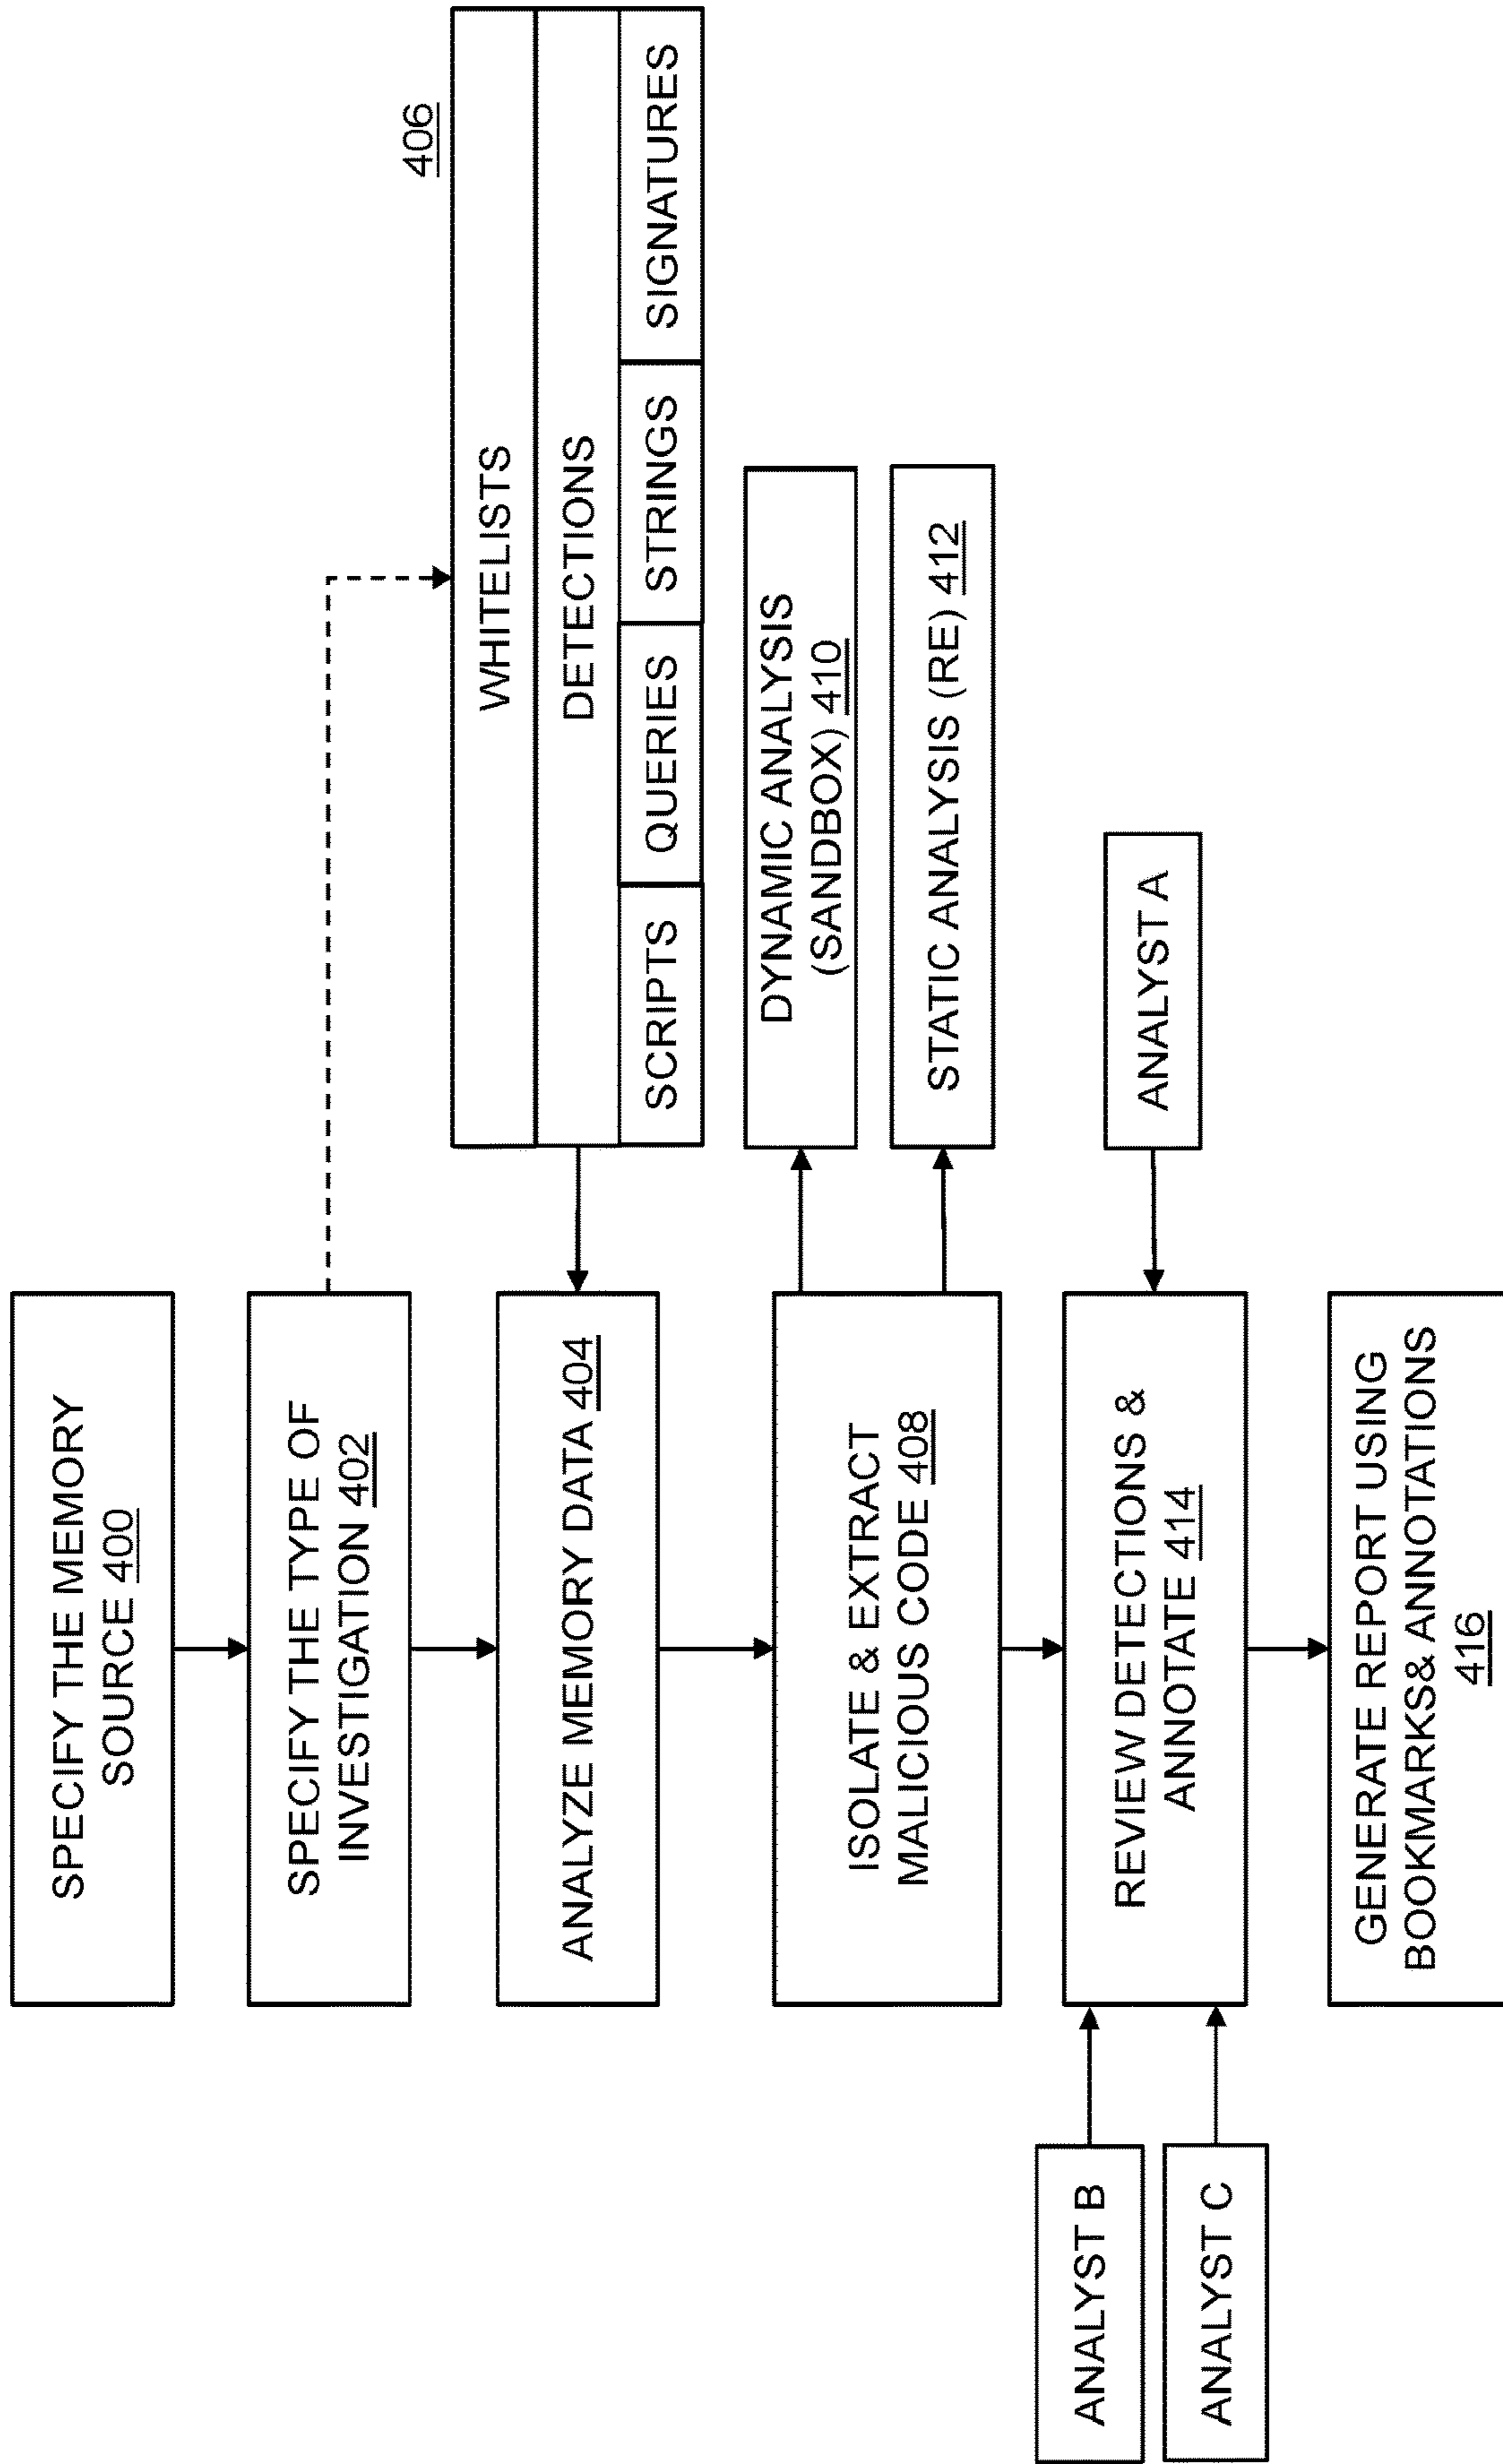 SPECIFY THE MEMORY
SOURCE 400
SPECIFY THE TYPE OF
INVESTIGATION 402
406
WHITELISTS
DETECTIONS
SCRIPTS
QUERIES
STRINGS
SIGNATURES
ANALYZE MEMORY DATA 404
ISOLATE & EXTRACT
MALICIOUS CODE 408
DYNAMIC ANALYSIS
(SANDBOX) 410
STATIC ANALYSIS (RE) 412
ANALYST B
ANALYST C
REVIEW DETECTIONS &
ANNOTATE 414
ANALYST A
GENERATE REPORT USING
BOOKMARKS& ANNOTATIONS
416